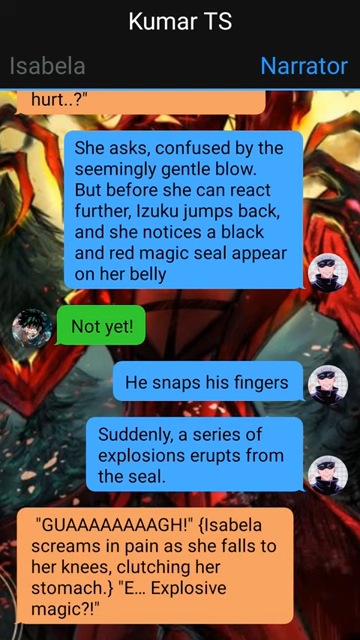 Kumar TS
Isabela
Narrator
hurt..?"
She asks, confused by the
seemingly gentle blow.
But before she can react
further, Izuku jumps back,
and she notices a black
and red magic seal appear
on her belly
Not yet!
He snaps his fingers
Suddenly, a series of
explosions erupts from
the seal.
"GUAAAAAAAAGH!" {Isabela
screams in pain as she falls to
her knees, clutching her
stomach.} "E... Explosive
magic?!"